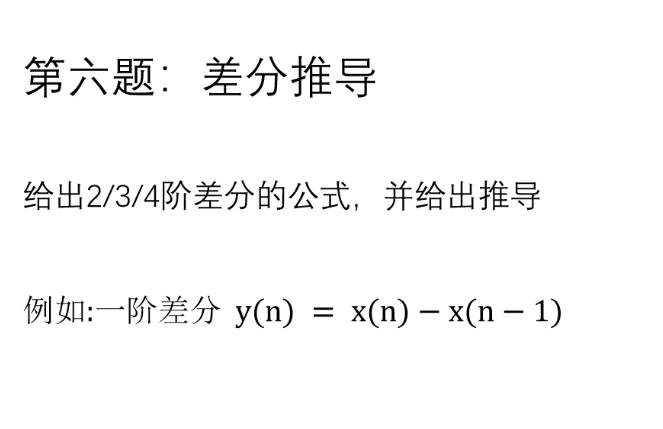 第六题：差分推导
给出2/3/4阶差分的公式，并给出推导
例如:一阶差分 y(n) = x(n) − x(n − 1)